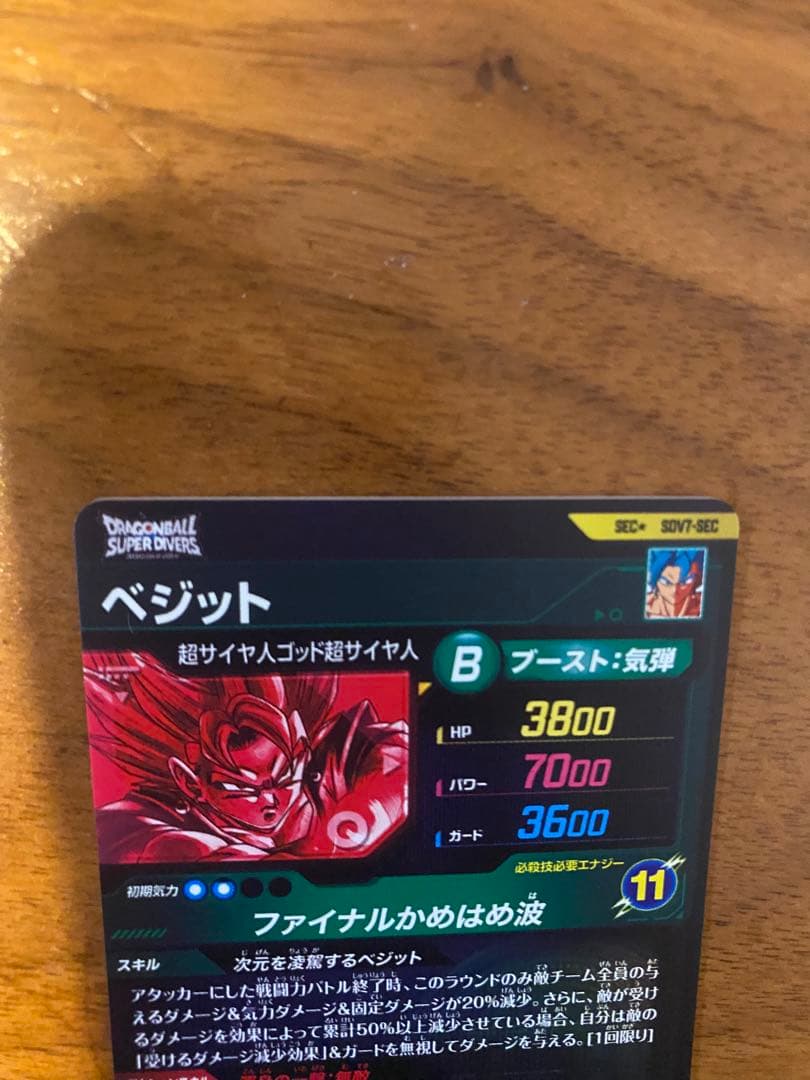 DRAGONBALL
SUPER DIVERS
SEC★ SDV7-SEC
ベジット
超サイヤ人ゴッド超サイヤ人
B ブースト:気弾
HP 3800
パワー 7000
ガード 3600
Q
初期気力
必殺技必要エナジー
11
ファイナルかめはめ波
スキル 次元を凌駕するベジット
アタッカーにした戦闘力バトル終了時、このラウンドのみ敵チーム全員の与
えるダメージ&気力ダメージ&固定ダメージが20%減少。さらに、敵が受け
るダメージを効果によって累計50%以上減少させている場合、自分は敵の
「受けるダメージ減少効果」&ガードを無視してダメージを与える。[1回限り]